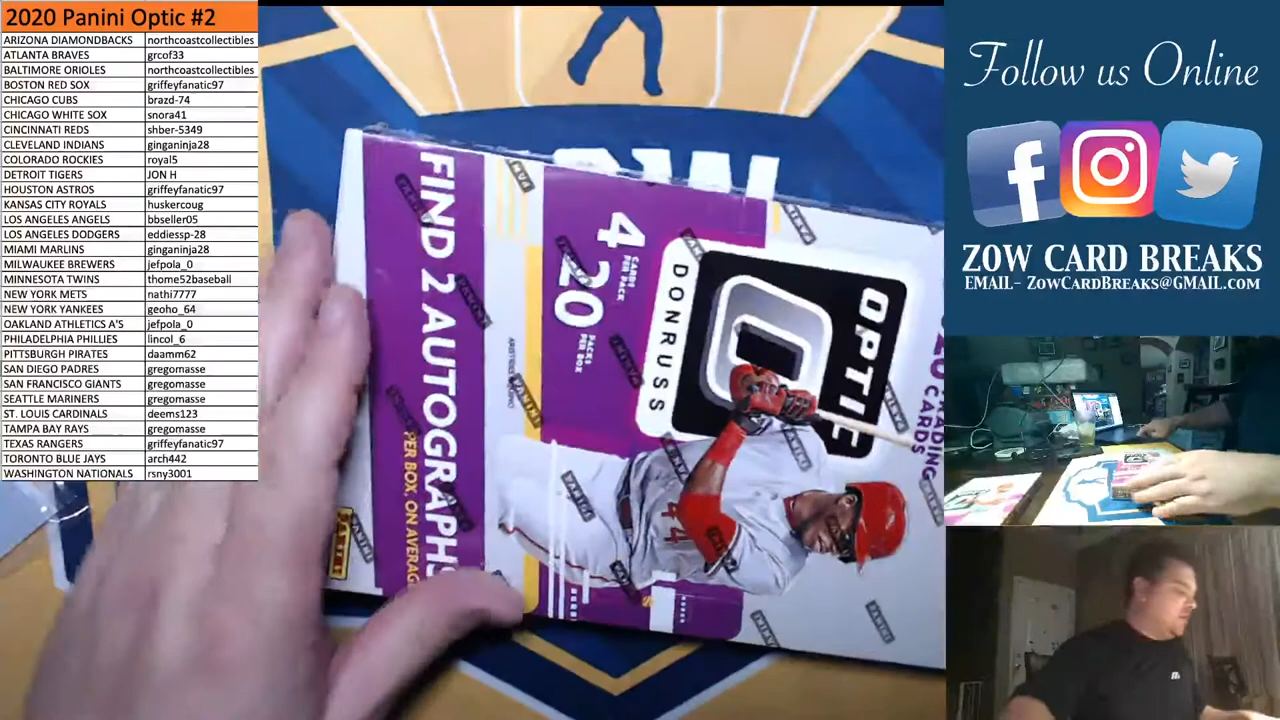 2020 Panini Optic #2
ARIZONA DIAMONDBACKS northcoastcollectibles
ATLANTA BRAVES grcof33
BALTIMORE ORIOLES northcoastcollectibles
BOSTON RED SOX griffeyfanatic97
CHICAGO CUBS brazd-74
CHICAGO WHITE SOX snora41
CINCINNATI REDS shber-5349
CLEVELAND INDIANS ginganinja28
COLORADO ROCKIES royal5
DETROIT TIGERS JON H
HOUSTON ASTROS griffeyfanatic97
KANSAS CITY ROYALS huskercoug
LOS ANGELES ANGELS bbseller05
LOS ANGELES DODGERS eddiessp-28
MIAMI MARLINS ginganinja28
MILWAUKEE BREWERS jefpola_0
MINNESOTA TWINS thome52baseball
NEW YORK METS nathi7777
NEW YORK YANKEES geoho_64
OAKLAND ATHLETICS A'S jefpola_0
PHILADELPHIA PHILLIES lincol_6
PITTSBURGH PIRATES daamm62
SAN DIEGO PADRES gregomasse
SAN FRANCISCO GIANTS gregomasse
SEATTLE MARINERS gregomasse
ST. LOUIS CARDINALS deems123
TAMPA BAY RAYS gregomasse
TEXAS RANGERS griffeyfanatic97
TORONTO BLUE JAYS arch442
WASHINGTON NATIONALS rsny3001
FIND 2 AUTOGRAPHS
PER BOX, ON AVERAGE
4 CARDS PER PACK
20 PACKS PER BOX
DONRUSS
OPTIC
TRADING CARDS
44
PANINI
Follow us Online
ZOW CARD BREAKS
EMAIL- ZOWCARDBREAKS@GMAIL.COM